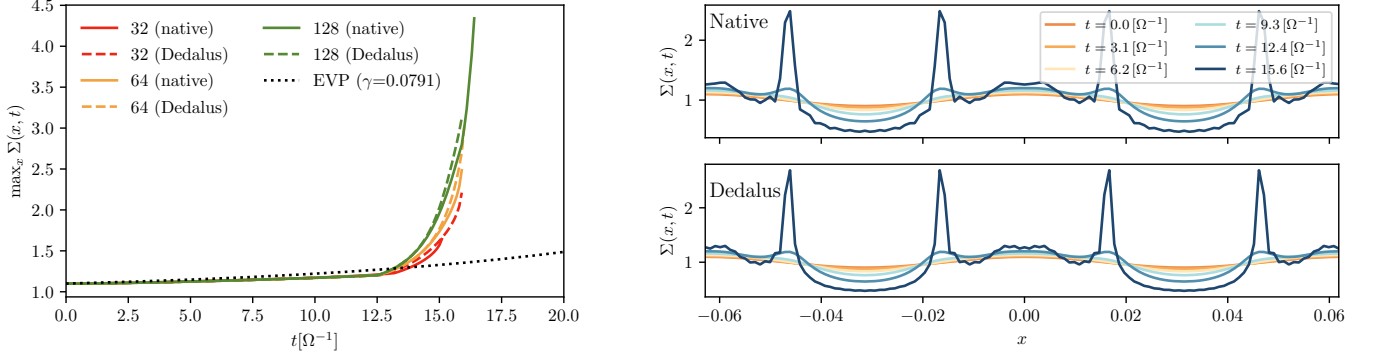 4.5
4.0
3.5
3.0
2.5
2.0
1.5
1.0
max_x Σ(x, t)
32 (native)
32 (Dedalus)
64 (native)
64 (Dedalus)
128 (native)
128 (Dedalus)
EVP (γ=0.0791)
0.0 2.5 5.0 7.5 10.0 12.5 15.0 17.5 20.0
t[Ω⁻¹]
Native
2
1
Σ(x, t)
t = 0.0 [Ω⁻¹]
t = 3.1 [Ω⁻¹]
t = 6.2 [Ω⁻¹]
t = 9.3 [Ω⁻¹]
t = 12.4 [Ω⁻¹]
t = 15.6 [Ω⁻¹]
Dedalus
2
1
Σ(x, t)
−0.06 −0.04 −0.02 0.00 0.02 0.04 0.06
x